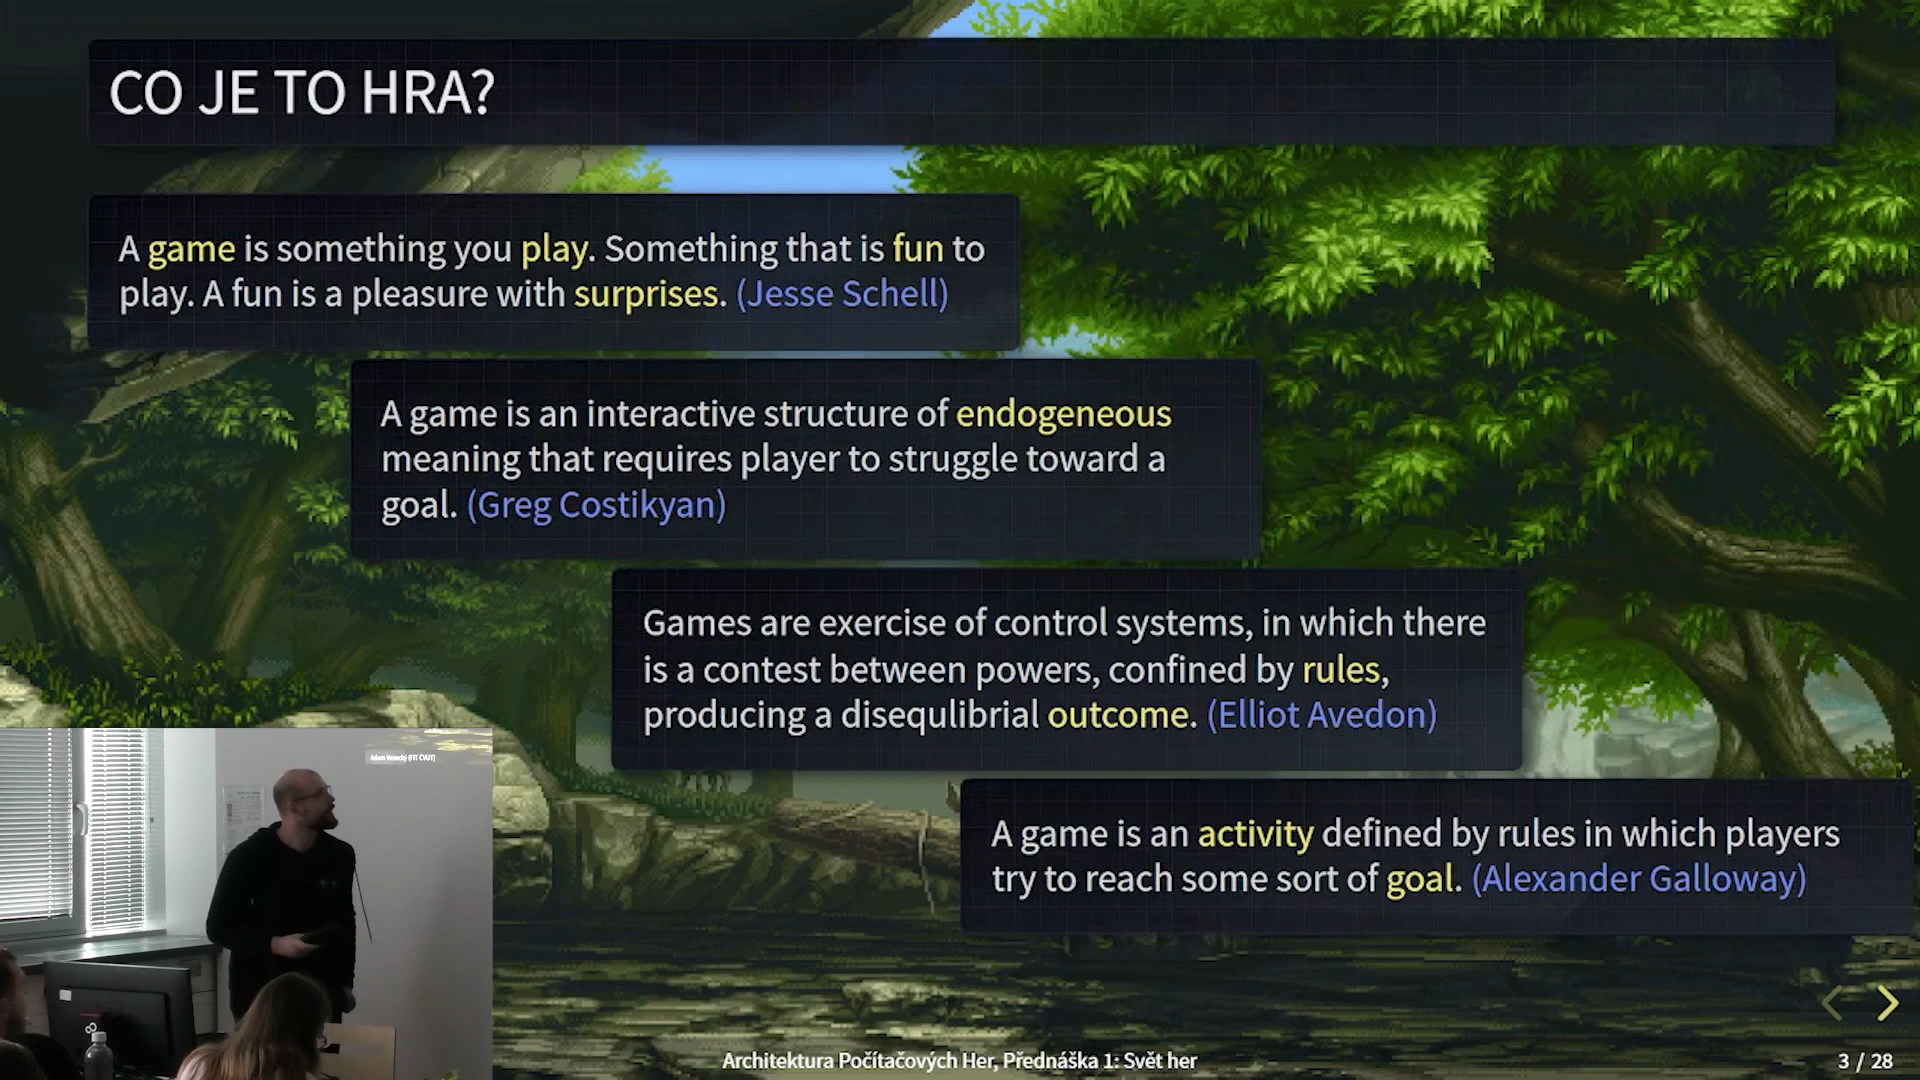 CO JE TO HRA?
A game is something you play. Something that is fun to
play. A fun is a pleasure with surprises. (Jesse Schell)
A game is an interactive structure of endogeneous
meaning that requires player to struggle toward a
goal. (Greg Costikyan)
Games are exercise of control systems, in which there
is a contest between powers, confined by rules,
producing a disequlibrial outcome. (Elliot Avedon)
A game is an activity defined by rules in which players
try to reach some sort of goal. (Alexander Galloway)
Adam Vesecký (FIT ČVUT)
Architektura Počítačových Her, Přednáška 1: Svět her
3 / 28